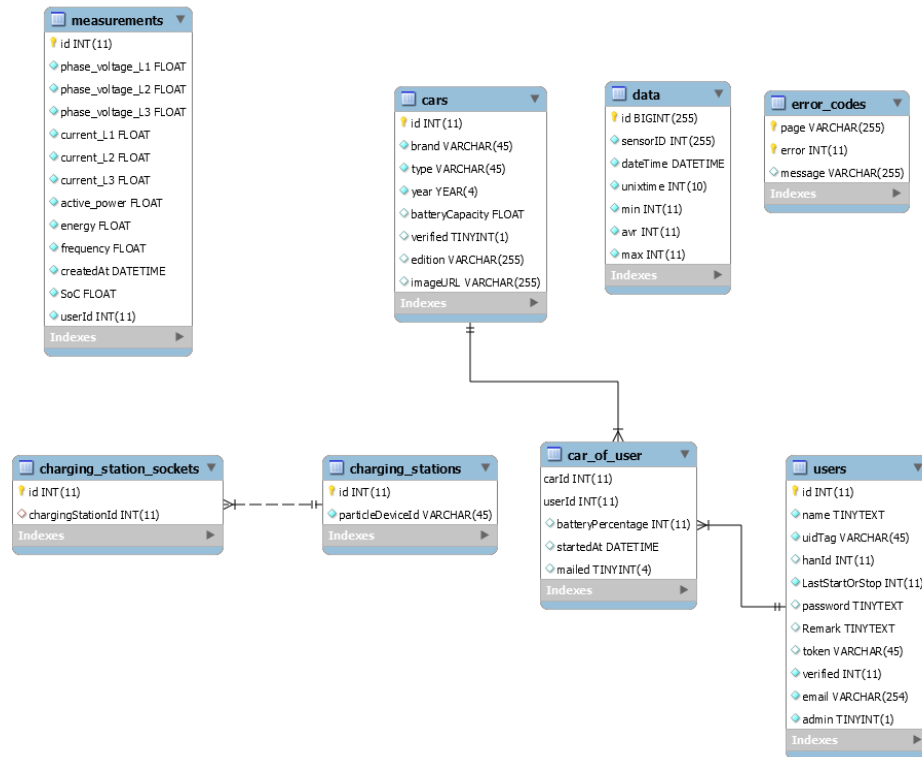 measurements
id INT(11)
phase_voltage_L1 FLOAT
phase_voltage_L2 FLOAT
phase_voltage_L3 FLOAT
current_L1 FLOAT
current_L2 FLOAT
current_L3 FLOAT
active_power FLOAT
energy FLOAT
frequency FLOAT
createdAt DATETIME
SoC FLOAT
userId INT(11)
Indexes
cars
id INT(11)
brand VARCHAR(45)
type VARCHAR(45)
year YEAR(4)
batteryCapacity FLOAT
verified TINYINT(1)
edition VARCHAR(255)
imageURL VARCHAR(255)
Indexes
data
id BIGINT(255)
sensorID INT(255)
dateTime DATETIME
unixtime INT(10)
min INT(11)
avr INT(11)
max INT(11)
Indexes
error_codes
page VARCHAR(255)
error INT(11)
message VARCHAR(255)
Indexes
charging_station_sockets
id INT(11)
chargingStationId INT(11)
Indexes
charging_stations
id INT(11)
particleDeviceId VARCHAR(45)
Indexes
car_of_user
carId INT(11)
userId INT(11)
batteryPercentage INT(11)
startedAt DATETIME
mailed TINYINT(4)
Indexes
users
id INT(11)
name TINYTEXT
uidTag VARCHAR(45)
hanId INT(11)
LastStartOrStop INT(11)
password TINYTEXT
Remark TINYTEXT
token VARCHAR(45)
verified INT(11)
email VARCHAR(254)
admin TINYINT(1)
Indexes